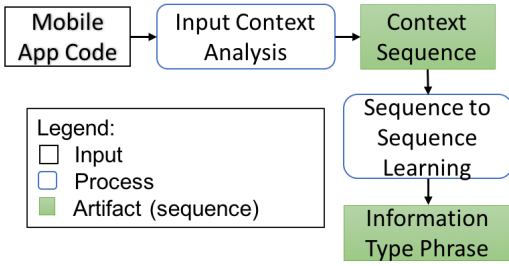 Mobile
App Code
Input Context
Analysis
Context
Sequence
Sequence to
Sequence
Learning
Information
Type Phrase
Legend:
Input
Process
Artifact (sequence)